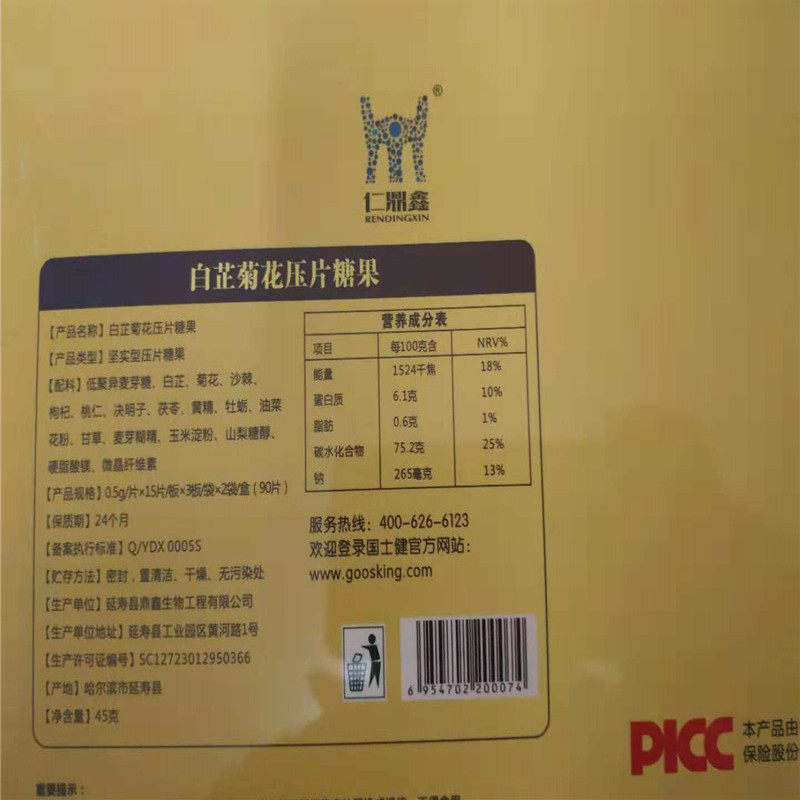 ®
仁鼎鑫
RENDINGXIN
白芷菊花压片糖果
【产品名称】白芷菊花压片糖果
【产品类型】坚实型压片糖果
【配料】低聚异麦芽糖、白芷、菊花、沙棘、
枸杞、桃仁、决明子、茯苓、黄精、牡蛎、油菜
花粉、甘草、麦芽糊精、玉米淀粉、山梨糖醇、
硬脂酸镁、微晶纤维素
【产品规格】0.5g/片×15片/板×3板/袋×2袋/盒（90片）
【保质期】24个月
【备案执行标准】Q/YDX 0005S
【贮存方法】密封，置清洁、干燥、无污染处
【生产单位】延寿县鼎鑫生物工程有限公司
【生产单位地址】延寿县工业园区黄河路1号
【生产许可证编号】SC12723012950366
【产地】哈尔滨市延寿县
【净含量】45克
营养成分表
项目 每100克含 NRV%
能量 1524千焦 18%
蛋白质 6.1克 10%
脂肪 0.6克 1%
碳水化合物 75.2克 25%
钠 265毫克 13%
服务热线：400-626-6123
欢迎登录国士健官方网站：
www.goosking.com
6 954702 200074
PICC
本产品由
保险股份
重要提示：